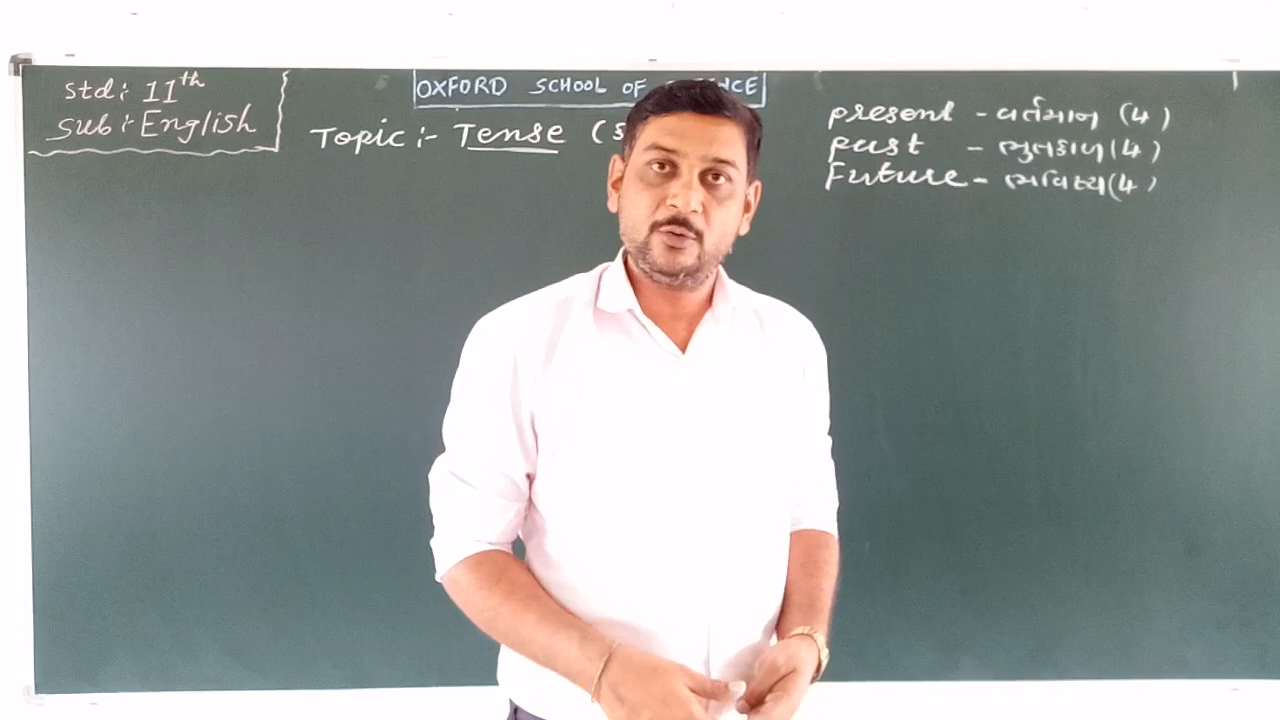 std: 11th
sub:- English
OXFORD SCHOOL OF
Topic :- Tense (
present - વર્તમાન (4)
past - ભુતકાળ (4)
Future - ભવિષ્ય (4)